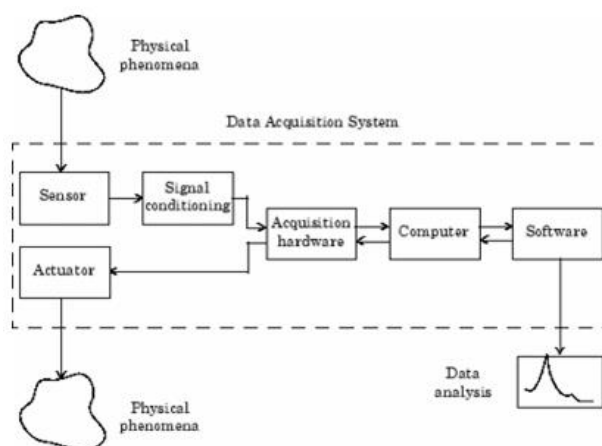 Physical
phenomena
Data Acquisition System
Sensor
Signal
conditioning
Acquisition
hardware
Computer
Software
Actuator
Data
analysis
Physical
phenomena